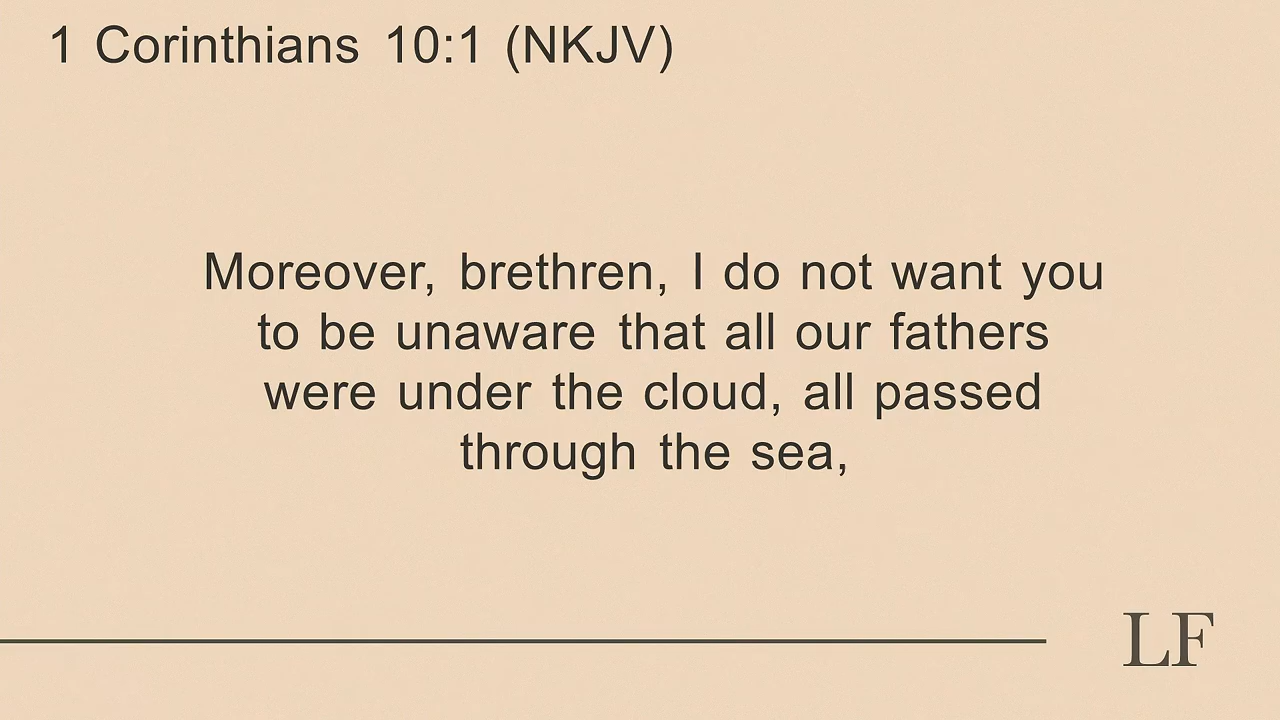 1 Corinthians 10:1 (NKJV)
Moreover, brethren, I do not want you
to be unaware that all our fathers
were under the cloud, all passed
through the sea,
LF